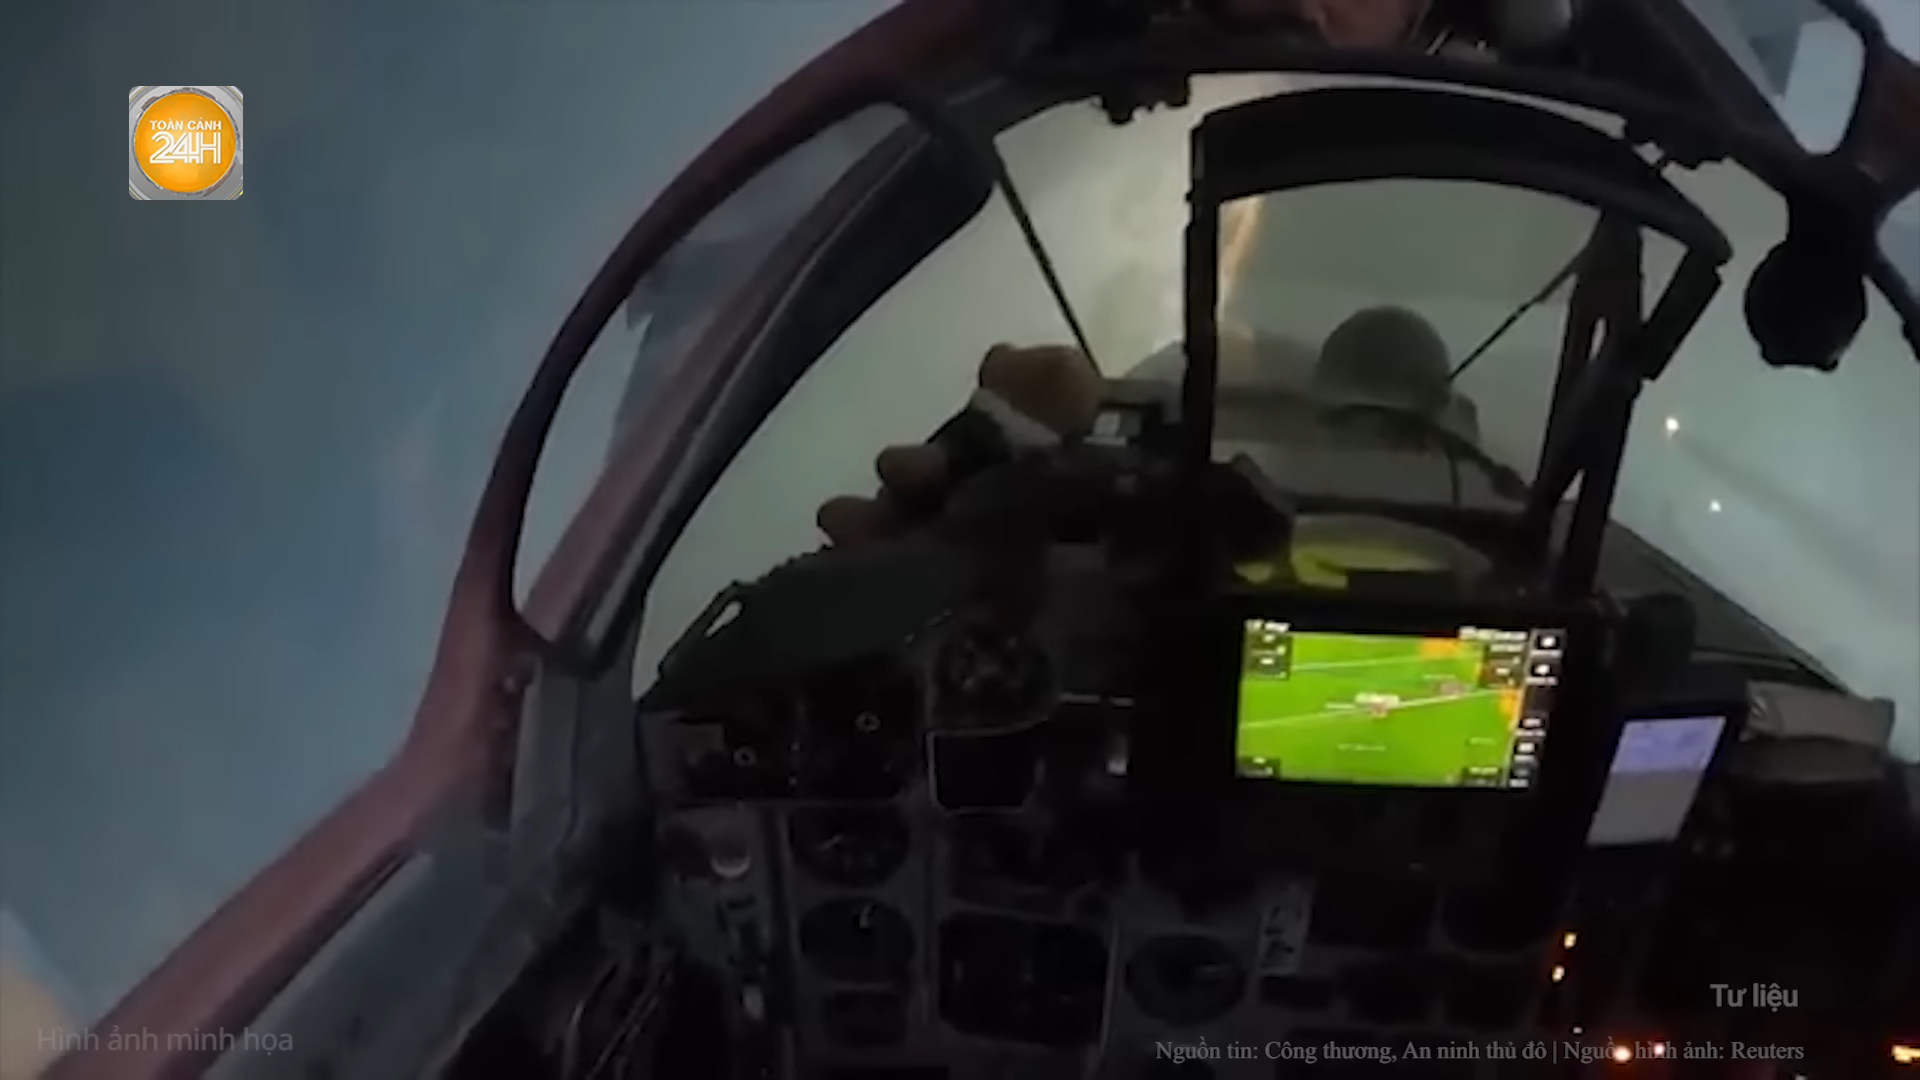 TOÀN CẢNH
24H
Tư liệu
Hình ảnh minh họa
Nguồn tin: Công thương, An ninh thủ đô | Nguồn hình ảnh: Reuters